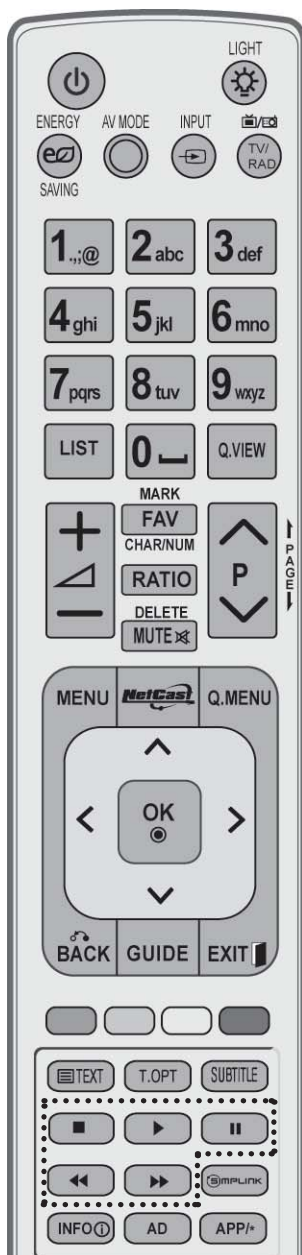 LIGHT
ENERGY AV MODE INPUT
TV/
RAD
SAVING
1.,;@ 2abc 3def
4ghi 5jkl 6mno
7pqrs 8tuv 9wxyz
LIST 0 Q.VIEW
MARK
FAV
CHAR/NUM
RATIO
P
PAGE
DELETE
MUTE
MENU NetCast Q.MENU
OK
BACK GUIDE EXIT
TEXT T.OPT SUBTITLE
SIMPLINK
INFO i AD APP/*